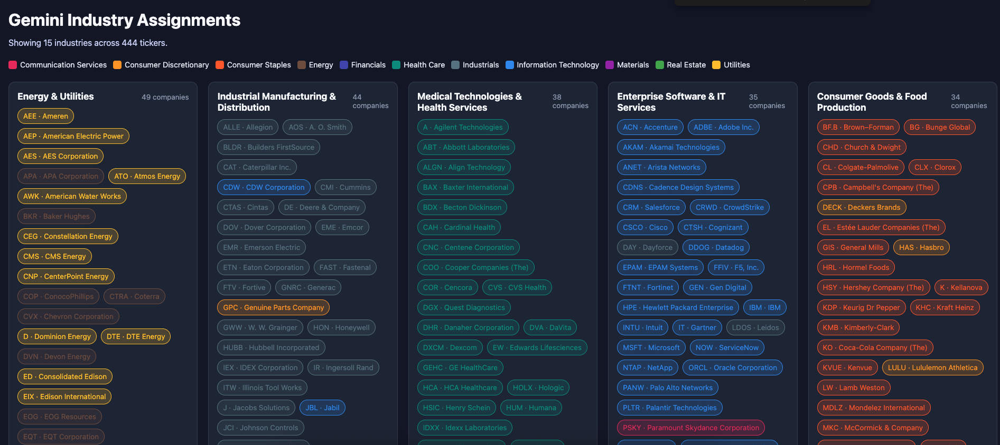 Gemini Industry Assignments
Showing 15 industries across 444 tickers.
Communication Services Consumer Discretionary Consumer Staples Energy Financials Health Care Industrials Information Technology Materials Real Estate Utilities
Energy & Utilities
49 companies
AEE · Ameren
AEP · American Electric Power
AES · AES Corporation
APA · APA Corporation ATO · Atmos Energy
AWK · American Water Works
BKR · Baker Hughes
CEG · Constellation Energy
CMS · CMS Energy
CNP · CenterPoint Energy
COP · ConocoPhillips CTRA · Coterra
CVX · Chevron Corporation
D · Dominion Energy DTE · DTE Energy
DVN · Devon Energy
ED · Consolidated Edison
EIX · Edison International
EOG · EOG Resources
EQT · EQT Corporation
Industrial Manufacturing &
Distribution
44
companies
ALLE · Allegion AOS · A. O. Smith
BLDR · Builders FirstSource
CAT · Caterpillar Inc.
CDW · CDW Corporation CMI · Cummins
CTAS · Cintas DE · Deere & Company
DOV · Dover Corporation EME · Emcor
EMR · Emerson Electric
ETN · Eaton Corporation FAST · Fastenal
FTV · Fortive GNRC · Generac
GPC · Genuine Parts Company
GWW · W. W. Grainger HON · Honeywell
HUBB · Hubbell Incorporated
IEX · IDEX Corporation IR · Ingersoll Rand
ITW · Illinois Tool Works
J · Jacobs Solutions JBL · Jabil
JCI · Johnson Controls
Medical Technologies &
Health Services
38
companies
A · Agilent Technologies
ABT · Abbott Laboratories
ALGN · Align Technology
BAX · Baxter International
BDX · Becton Dickinson
CAH · Cardinal Health
CNC · Centene Corporation
COO · Cooper Companies (The)
COR · Cencora CVS · CVS Health
DGX · Quest Diagnostics
DHR · Danaher Corporation DVA · DaVita
DXCM · Dexcom EW · Edwards Lifesciences
GEHC · GE HealthCare
HCA · HCA Healthcare HOLX · Hologic
HSIC · Henry Schein HUM · Humana
IDXX · Idexx Laboratories
Enterprise Software & IT
Services
35
companies
ACN · Accenture ADBE · Adobe Inc.
AKAM · Akamai Technologies
ANET · Arista Networks
CDNS · Cadence Design Systems
CRM · Salesforce CRWD · CrowdStrike
CSCO · Cisco CTSH · Cognizant
DAY · Dayforce DDOG · Datadog
EPAM · EPAM Systems FFIV · F5, Inc.
FTNT · Fortinet GEN · Gen Digital
HPE · Hewlett Packard Enterprise IBM · IBM
INTU · Intuit IT · Gartner LDOS · Leidos
MSFT · Microsoft NOW · ServiceNow
NTAP · NetApp ORCL · Oracle Corporation
PANW · Palo Alto Networks
PLTR · Palantir Technologies
PSKY · Paramount Skydance Corporation
Consumer Goods & Food
Production
34
companies
BF.B · Brown–Forman BG · Bunge Global
CHD · Church & Dwight
CL · Colgate-Palmolive CLX · Clorox
CPB · Campbell's Company (The)
DECK · Deckers Brands
EL · Estée Lauder Companies (The)
GIS · General Mills HAS · Hasbro
HRL · Hormel Foods
HSY · Hershey Company (The) K · Kellanova
KDP · Keurig Dr Pepper KHC · Kraft Heinz
KMB · Kimberly-Clark
KO · Coca-Cola Company (The)
KVUE · Kenvue LULU · Lululemon Athletica
LW · Lamb Weston
MDLZ · Mondelez International
MKC · McCormick & Company